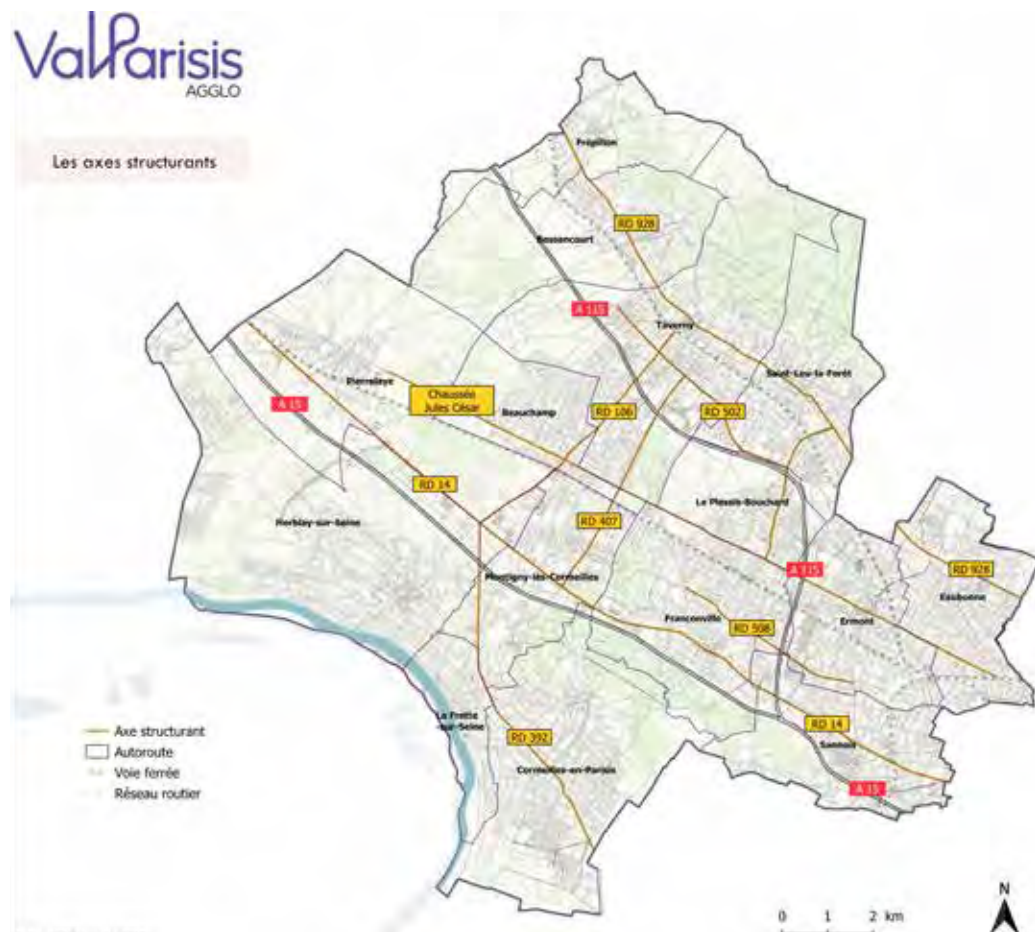 ValParisis
AGGLO
Les axes structurants
Frépillon
RD 928
Bessancourt
A 115
Taverny
Saint-Leu-la-Forêt
Pierrelaye
Chaussée
Jules César
A 15
Beauchamp
RD 106
RD 502
RD 14
Le Plessis-Bouchard
Herblay-sur-Seine
RD 407
A 115
RD 928
Montigny-lès-Cormeilles
Eaubonne
Franconville
Ermont
RD 508
La Frette
-sur-Seine
RD 14
RD 392
Sannois
Cormeilles-en-Parisis
A 15
Axe structurant
Autoroute
Voie ferrée
Réseau routier
N
0 1 2 km